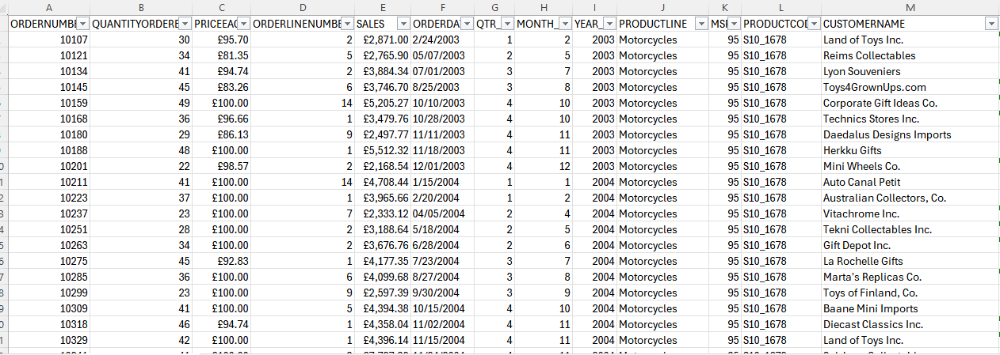 A B C D E F G H I J K L M
ORDERNUMBE QUANTITYORDERE PRICEEAC ORDERLINENUMBE SALES ORDERDA QTR_ MONTH_ YEAR_ PRODUCTLINE MSR PRODUCTCOD CUSTOMERNAME
10107 30 £95.70 2 £2,871.00 2/24/2003 1 2 2003 Motorcycles 95 S10_1678 Land of Toys Inc.
10121 34 £81.35 5 £2,765.90 05/07/2003 2 5 2003 Motorcycles 95 S10_1678 Reims Collectables
10134 41 £94.74 2 £3,884.34 07/01/2003 3 7 2003 Motorcycles 95 S10_1678 Lyon Souveniers
10145 45 £83.26 6 £3,746.70 8/25/2003 3 8 2003 Motorcycles 95 S10_1678 Toys4GrownUps.com
10159 49 £100.00 14 £5,205.27 10/10/2003 4 10 2003 Motorcycles 95 S10_1678 Corporate Gift Ideas Co.
10168 36 £96.66 1 £3,479.76 10/28/2003 4 10 2003 Motorcycles 95 S10_1678 Technics Stores Inc.
10180 29 £86.13 9 £2,497.77 11/11/2003 4 11 2003 Motorcycles 95 S10_1678 Daedalus Designs Imports
10188 48 £100.00 1 £5,512.32 11/18/2003 4 11 2003 Motorcycles 95 S10_1678 Herkku Gifts
10201 22 £98.57 2 £2,168.54 12/01/2003 4 12 2003 Motorcycles 95 S10_1678 Mini Wheels Co.
10211 41 £100.00 14 £4,708.44 1/15/2004 1 1 2004 Motorcycles 95 S10_1678 Auto Canal Petit
10223 37 £100.00 1 £3,965.66 2/20/2004 1 2 2004 Motorcycles 95 S10_1678 Australian Collectors, Co.
10237 23 £100.00 7 £2,333.12 04/05/2004 2 4 2004 Motorcycles 95 S10_1678 Vitachrome Inc.
10251 28 £100.00 2 £3,188.64 5/18/2004 2 5 2004 Motorcycles 95 S10_1678 Tekni Collectables Inc.
10263 34 £100.00 2 £3,676.76 6/28/2004 2 6 2004 Motorcycles 95 S10_1678 Gift Depot Inc.
10275 45 £92.83 1 £4,177.35 7/23/2004 3 7 2004 Motorcycles 95 S10_1678 La Rochelle Gifts
10285 36 £100.00 6 £4,099.68 8/27/2004 3 8 2004 Motorcycles 95 S10_1678 Marta's Replicas Co.
10299 23 £100.00 9 £2,597.39 9/30/2004 3 9 2004 Motorcycles 95 S10_1678 Toys of Finland, Co.
10309 41 £100.00 5 £4,394.38 10/15/2004 4 10 2004 Motorcycles 95 S10_1678 Baane Mini Imports
10318 46 £94.74 1 £4,358.04 11/02/2004 4 11 2004 Motorcycles 95 S10_1678 Diecast Classics Inc.
10329 42 £100.00 1 £4,396.14 11/15/2004 4 11 2004 Motorcycles 95 S10_1678 Land of Toys Inc.